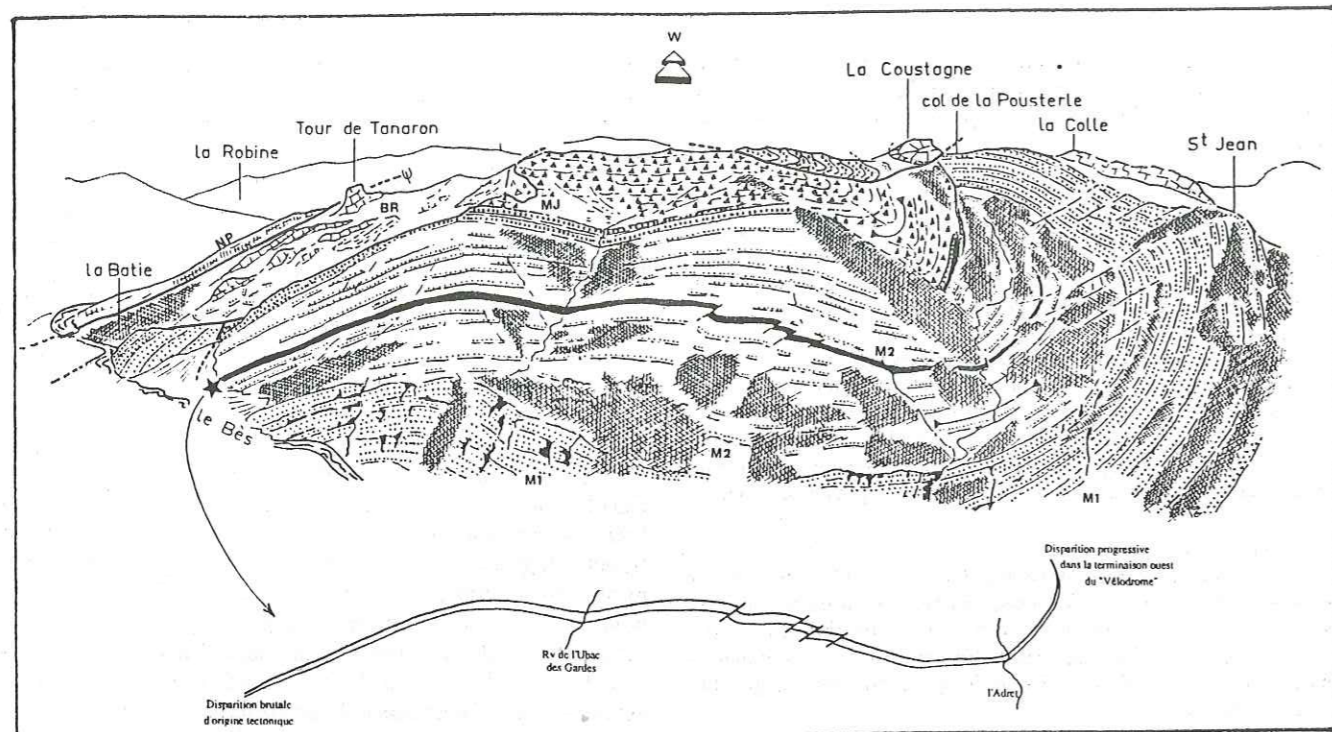 W
La Coustagne
col de la Pousterle
la Colle
St Jean
Tour de Tanaron
la Robine
ψ
BR
MJ
NP
la Batie
M2
le Bès
M2
M1
M1
Disparition progressive
dans la terminaison ouest
du "Vélodrome"
Rv de l'Ubac
des Gardes
l'Adret
Disparition brutale
d'origine tectonique